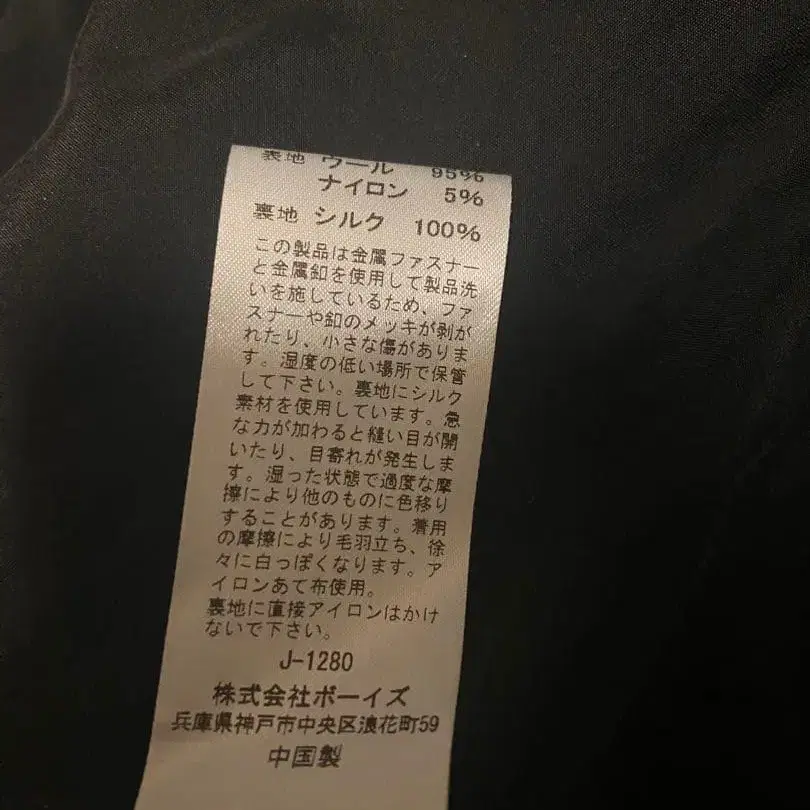 表地 ウール 95%
ナイロン 5%
裏地 シルク 100%
この製品は金属ファスナー
と金属釦を使用して製品洗
いを施しているため、ファ
スナーや釦のメッキが剥が
れたり、小さな傷がありま
す。湿度の低い場所で保管
して下さい。裏地にシルク
素材を使用しています。急
な力が加わると縫い目が開
いたり、目寄れが発生しま
す。湿った状態で過度な摩
擦により他のものに色移り
することがあります。着用
の摩擦により毛羽立ち、徐
々に白っぽくなります。ア
イロンあて布使用。
裏地に直接アイロンはかけ
ないで下さい。
J-1280
株式会社ボーイズ
兵庫県神戸市中央区浪花町59
中国製